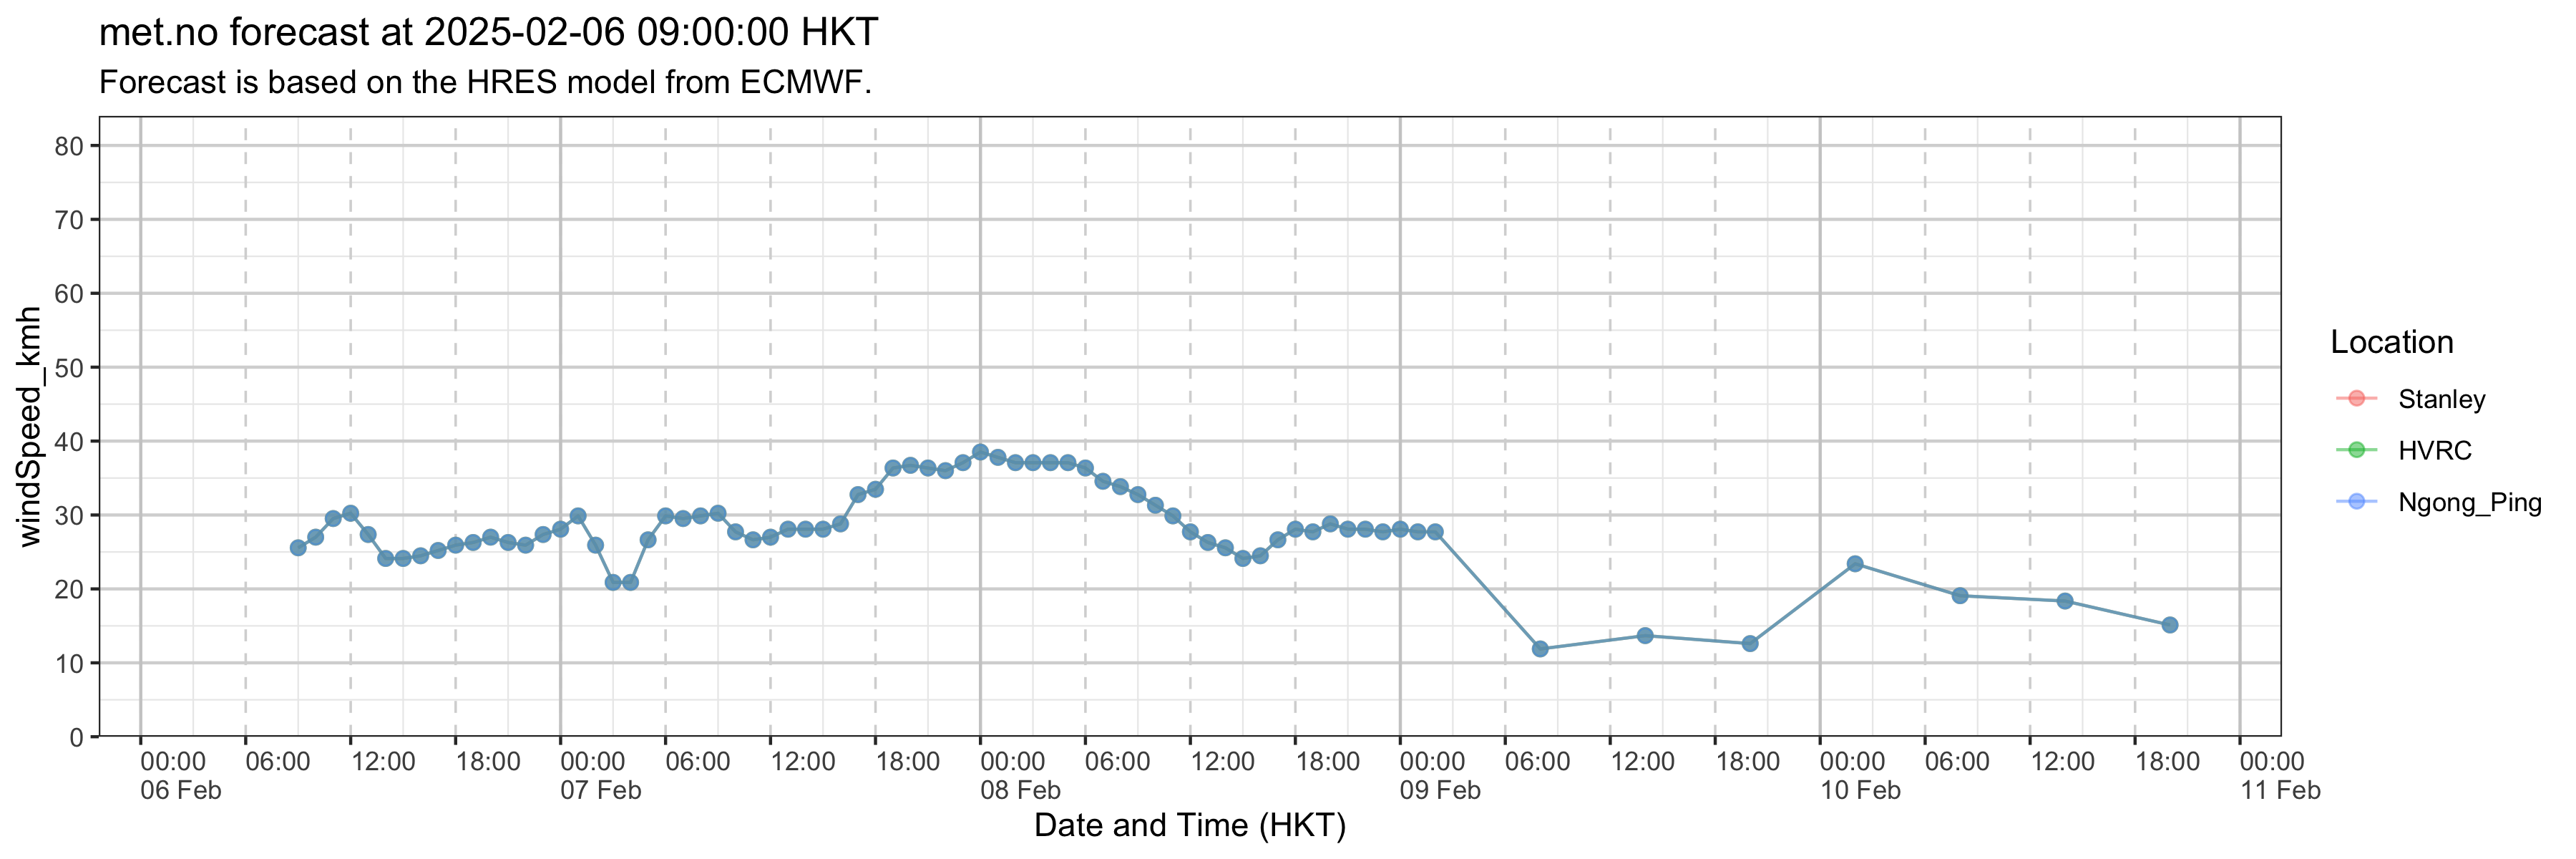 met.no forecast at 2025-02-06 09:00:00 HKT
Forecast is based on the HRES model from ECMWF.
windSpeed_kmh
80
70
60
50
40
30
20
10
0
00:00 06:00 12:00 18:00 00:00 06:00 12:00 18:00 00:00 06:00 12:00 18:00 00:00 06:00 12:00 18:00 00:00 06:00 12:00 18:00 00:00
06 Feb 07 Feb 08 Feb 09 Feb 10 Feb 11 Feb
Date and Time (HKT)
Location
Stanley
HVRC
Ngong_Ping